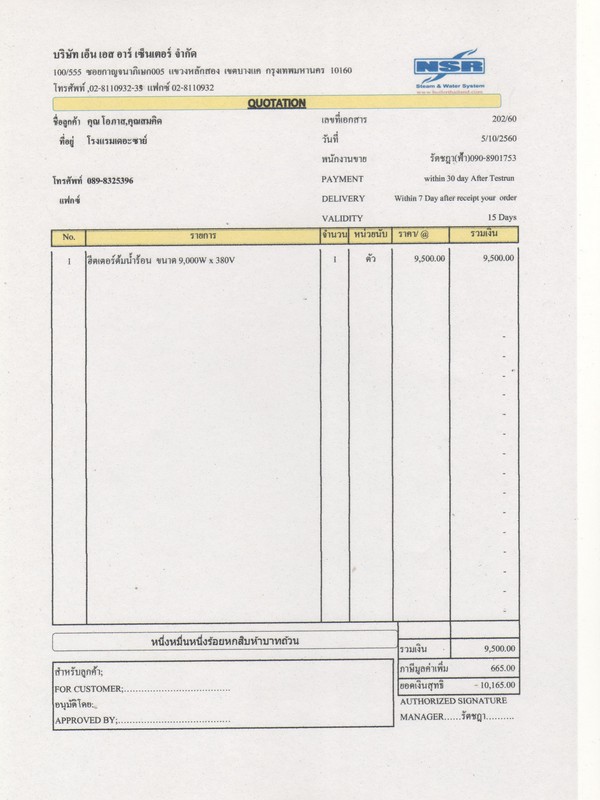 บริษัท เอ็น เอส อาร์ เซ็นเตอร์ จำกัด
100/555 ซอยกาญจนาภิเษก005 แขวงหลักสอง เขตบางแค กรุงเทพมหานคร 10160
โทรศัพท์ ,02-8110932-33 แฟกซ์ 02-8110932
NSR
Steam & Water System
QUOTATION
ชื่อลูกค้า คุณ โอภาส,คุณสมคิด
เลขที่เอกสาร 202/60
ที่อยู่ โรงแรมเดอะซาย์
วันที่ 5/10/2560
พนักงานขาย รัตชฎา(ฟ้า)090-8901753
โทรศัพท์ 089-8325396
PAYMENT within 30 day After Testrun
แฟกซ์
DELIVERY Within 7 Day after receipt your order
VALIDITY 15 Days
No. รายการ จำนวน หน่วยนับ ราคา/ @ รวมเงิน
1 ฮีตเตอร์ต้มน้ำร้อน ขนาด 9,000W x 380V 1 ตัว 9,500.00 9,500.00
-
-
-
-
-
-
-
-
-
-
-
-
-
-
หนึ่งหมื่นหนึ่งร้อยหกสิบห้าบาทถ้วน
รวมเงิน 9,500.00
ภาษีมูลค่าเพิ่ม 665.00
ยอดเงินสุทธิ - 10,165.00
สำหรับลูกค้า;
FOR CUSTOMER;..................................
อนุมัติโดย:.
APPROVED BY;...................................
AUTHORIZED SIGNATURE
MANAGER......รัตชฎา..........